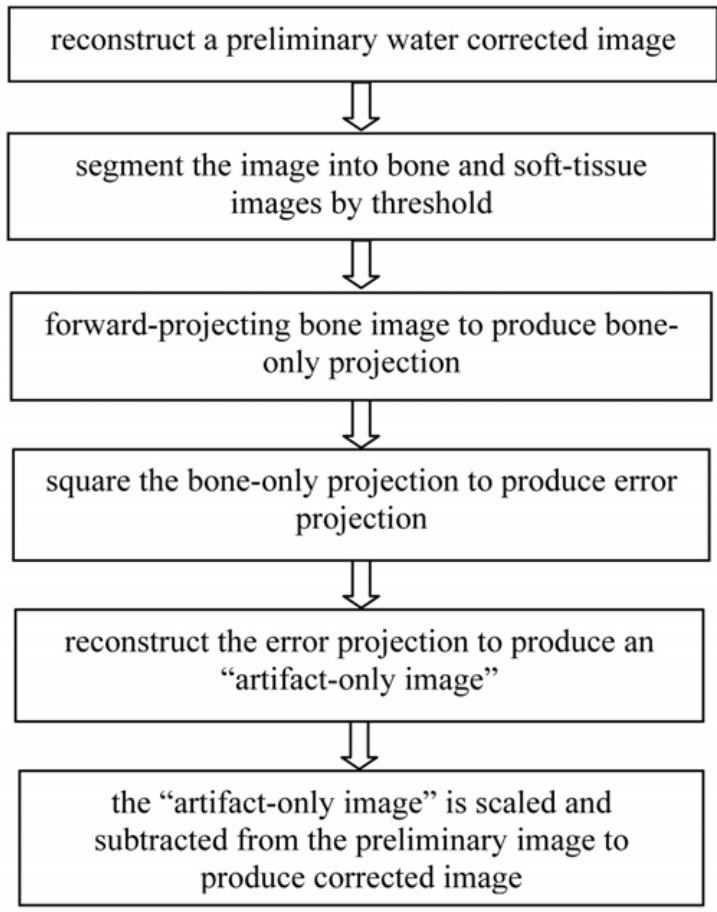 reconstruct a preliminary water corrected image
segment the image into bone and soft-tissue
images by threshold
forward-projecting bone image to produce bone-
only projection
square the bone-only projection to produce error
projection
reconstruct the error projection to produce an
“artifact-only image”
the “artifact-only image” is scaled and
subtracted from the preliminary image to
produce corrected image